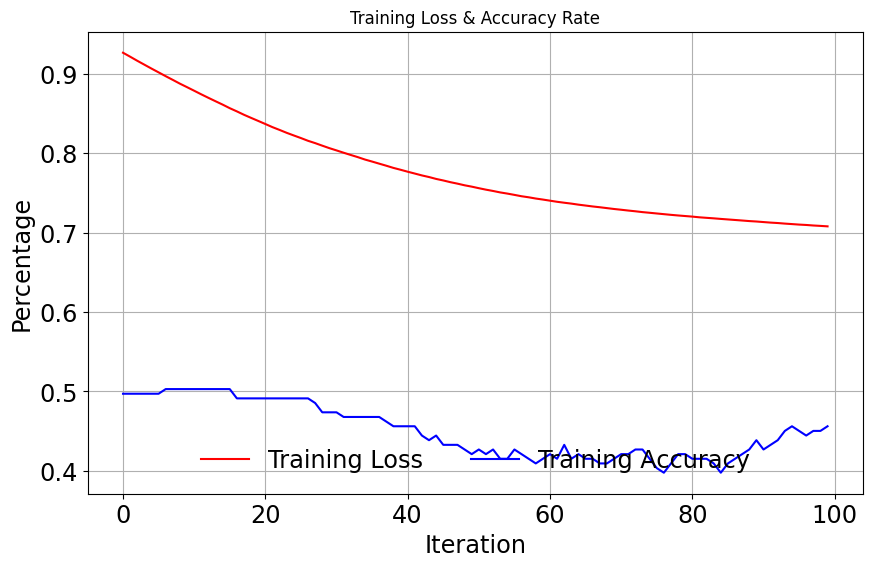 Training Loss & Accuracy Rate
0.9
0.8
0.7
0.6
0.5
0.4
Percentage
Training Loss Training Accuracy
0 20 40 60 80 100
Iteration